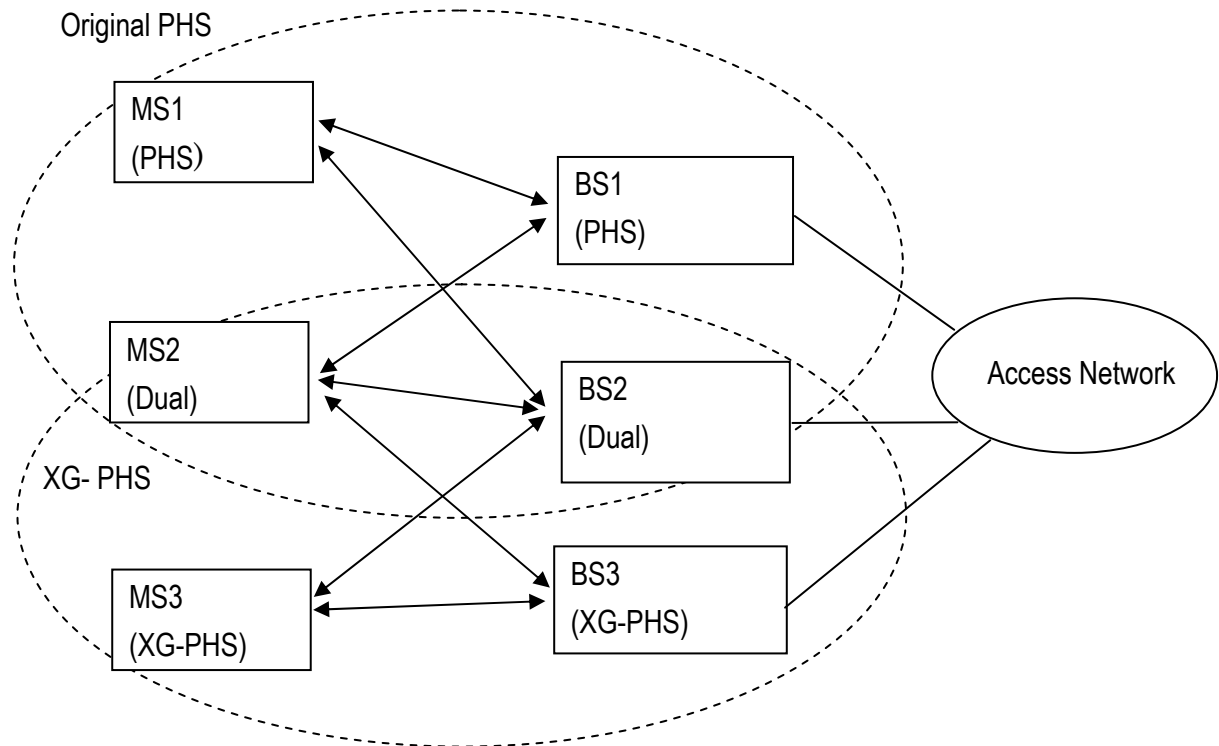 Original PHS
MS1
(PHS）
BS1
(PHS)
MS2
(Dual)
BS2
(Dual)
Access Network
XG- PHS
MS3
(XG-PHS)
BS3
(XG-PHS)